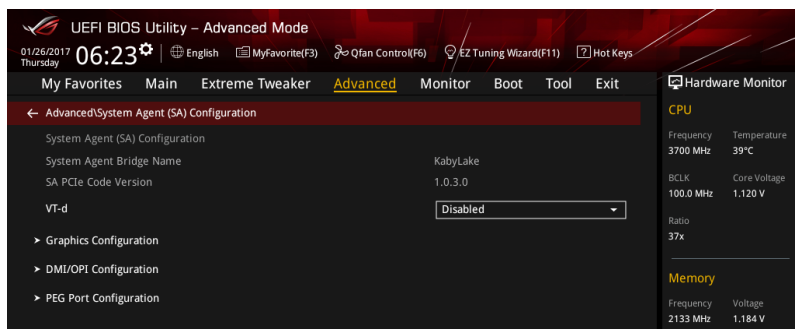 UEFI BIOS Utility – Advanced Mode
01/26/2017 Thursday 06:23 English MyFavorite(F3) Qfan Control(F6) EZ Tuning Wizard(F11) ? Hot Keys
My Favorites Main Extreme Tweaker Advanced Monitor Boot Tool Exit
← Advanced\System Agent (SA) Configuration
System Agent (SA) Configuration
System Agent Bridge Name KabyLake
SA PCIe Code Version 1.0.3.0
VT-d Disabled
> Graphics Configuration
> DMI/OPI Configuration
> PEG Port Configuration
Hardware Monitor
CPU
Frequency Temperature
3700 MHz 39°C
BCLK Core Voltage
100.0 MHz 1.120 V
Ratio
37x
Memory
Frequency Voltage
2133 MHz 1.184 V